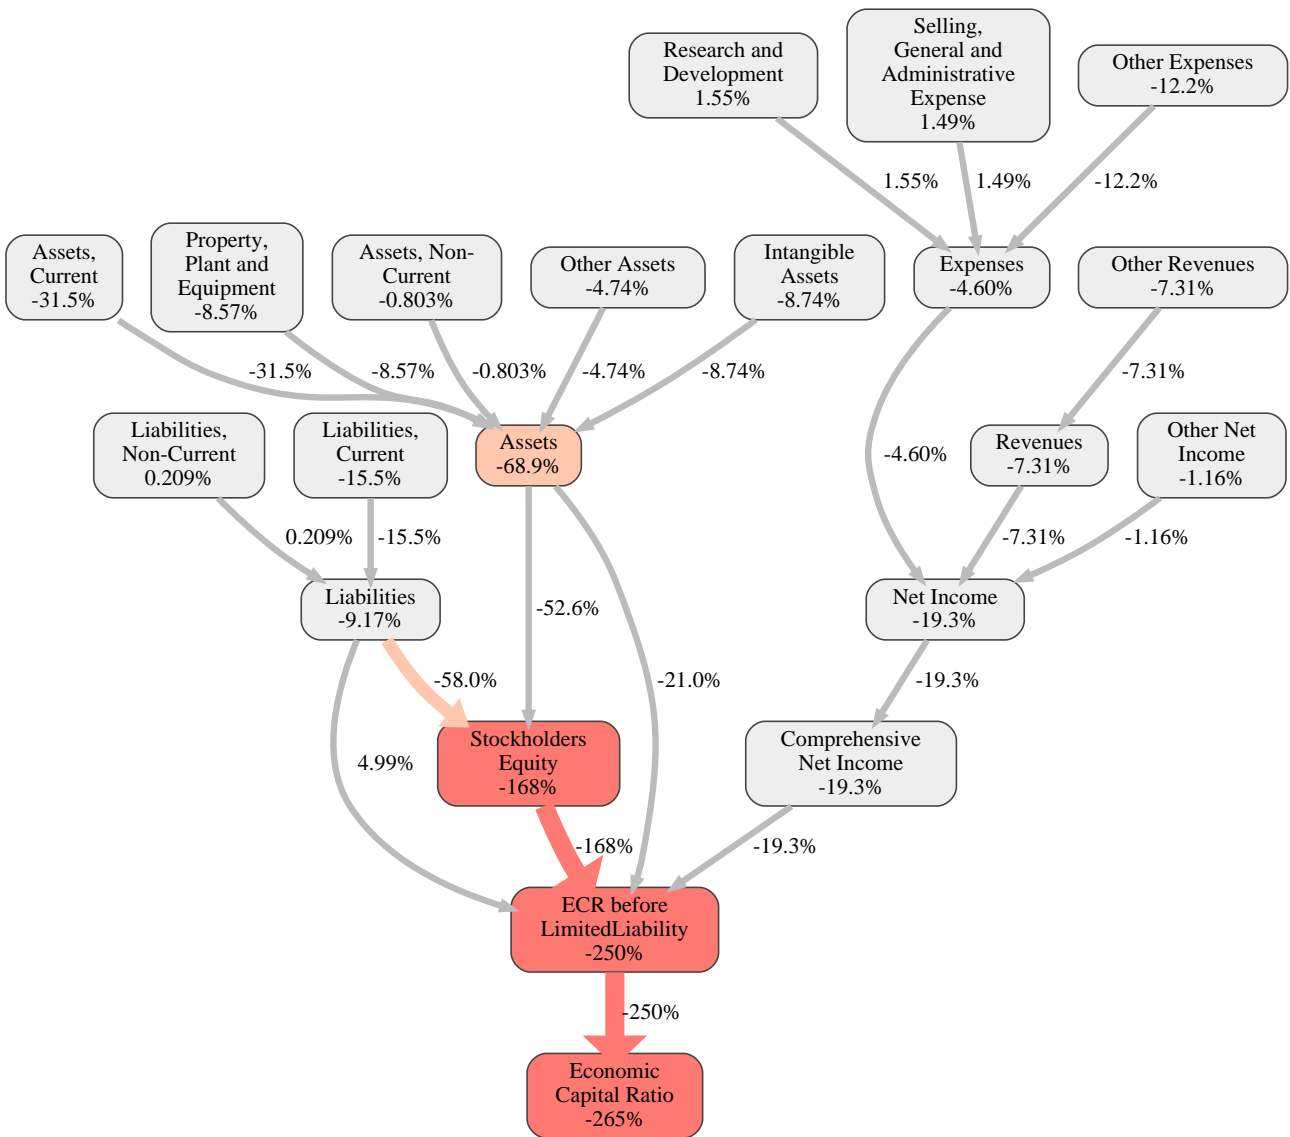 Research and
Development
1.55%
Selling,
General and
Administrative
Expense
1.49%
Other Expenses
-12.2%
1.55%
1.49%
-12.2%
Assets,
Current
-31.5%
Property,
Plant and
Equipment
-8.57%
Assets, Non-
Current
-0.803%
Other Assets
-4.74%
Intangible
Assets
-8.74%
Expenses
-4.60%
Other Revenues
-7.31%
-31.5%
-8.57%
-0.803%
-4.74%
-8.74%
-7.31%
Liabilities,
Non-Current
0.209%
Liabilities,
Current
-15.5%
Assets
-68.9%
-4.60%
Revenues
-7.31%
Other Net
Income
-1.16%
0.209%
-15.5%
-7.31%
-1.16%
Liabilities
-9.17%
-52.6%
Net Income
-19.3%
-58.0%
-21.0%
-19.3%
4.99%
Stockholders
Equity
-168%
Comprehensive
Net Income
-19.3%
-168%
-19.3%
ECR before
LimitedLiability
-250%
-250%
Economic
Capital Ratio
-265%